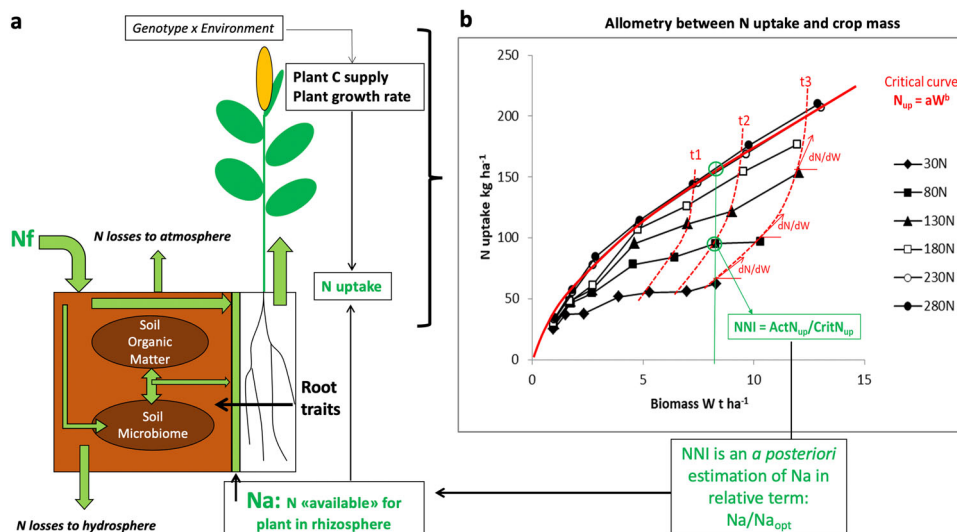 a
Genotype x Environment
Plant C supply
Plant growth rate
Nf
N losses to atmosphere
N uptake
Soil
Organic
Matter
Root
traits
Soil
Microbiome
Na: N «available» for
plant in rhizosphere
N losses to hydrosphere
b
Allometry between N uptake and crop mass
N uptake kg ha-1
250
200
150
100
50
0
0
5
10
15
Biomass W t ha-1
t1
t2
t3
dN/dW
dN/dW
dN/dW
Critical curve
Nup = aWb
30N
80N
130N
180N
230N
280N
NNI = ActNup/CritNup
NNI is an a posteriori
estimation of Na in
relative term:
Na/Naopt